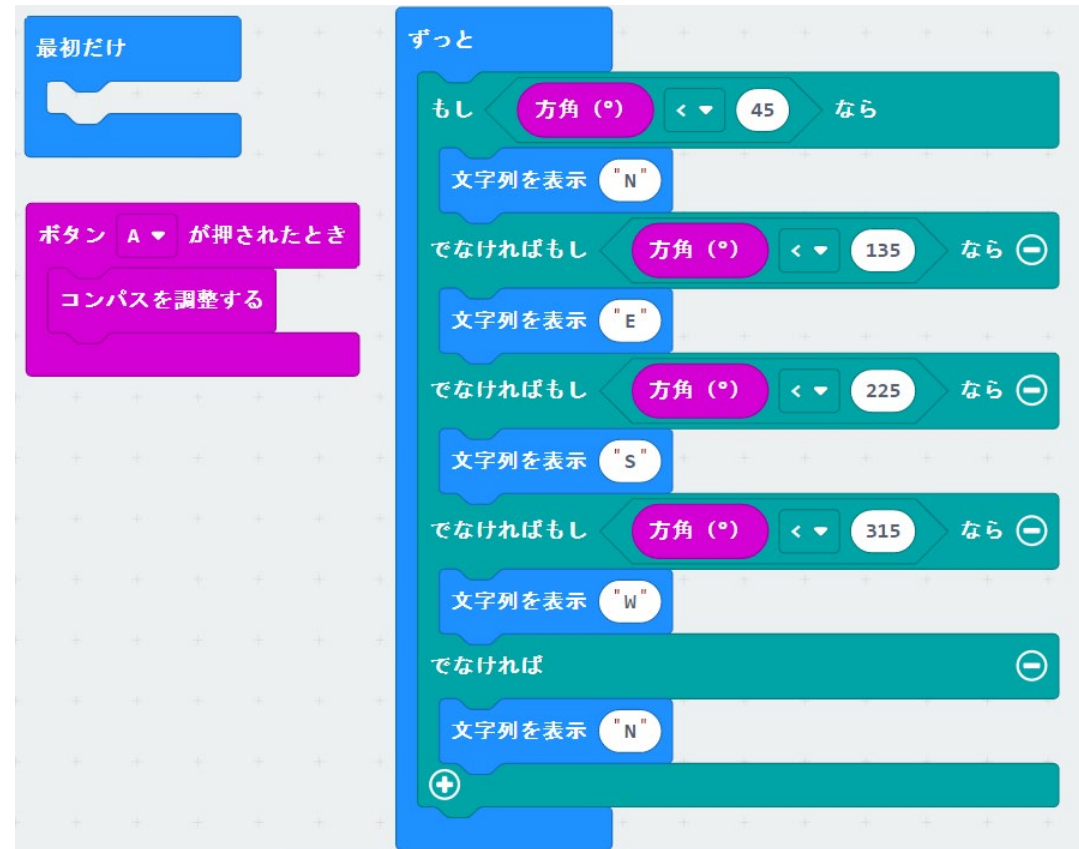 最初だけ
ボタン A が押されたとき
コンパスを調整する
ずっと
もし 方角 (°) < 45 なら
文字列を表示 "N"
でなければもし 方角 (°) < 135 なら
文字列を表示 "E"
でなければもし 方角 (°) < 225 なら
文字列を表示 "S"
でなければもし 方角 (°) < 315 なら
文字列を表示 "W"
でなければ
文字列を表示 "N"